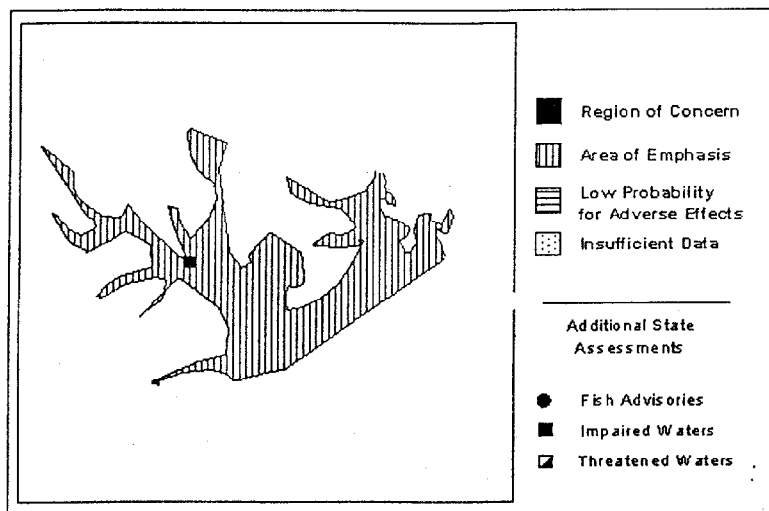 Region of Concern
Area of Emphasis
Low Probability
for Adverse Effects
Insufficient Data
Additional State
Assessments
Fish Advisories
Impaired Waters
Threatened Waters